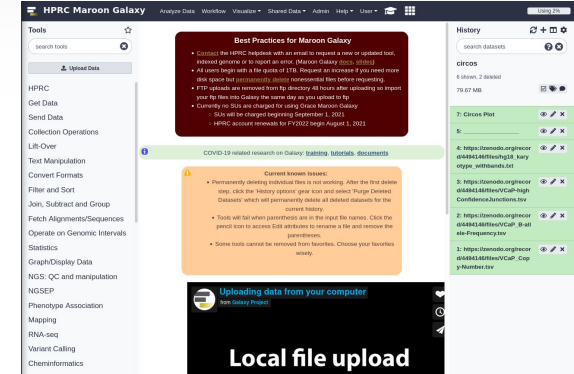 HPRC Maroon Galaxy
Analyze Data Workflow Visualize Shared Data Admin Help User
Using 2%
Tools
search tools
Upload Data
HPRC
Get Data
Send Data
Collection Operations
Lift-Over
Text Manipulation
Convert Formats
Filter and Sort
Join, Subtract and Group
Fetch Alignments/Sequences
Operate on Genomic Intervals
Statistics
Graph/Display Data
NGS: QC and manipulation
NGSEP
Phenotype Association
Mapping
RNA-seq
Variant Calling
Cheminformatics
Best Practices for Maroon Galaxy
Contact the HPRC helpdesk with an email to request a new or updated tool,
indexed genome or to report an error. (Maroon Galaxy docs, slides)
All users begin with a file quota of 1TB. Request an increase if you need more
disk space but permanently delete nonessential files before requesting.
FTP uploads are removed from ftp directory 48 hours after uploading so import
your ftp files into Galaxy the same day as you upload to ftp
Currently no SUs are charged for using Grace Maroon Galaxy
SUs will be charged beginning September 1, 2021
HPRC account renewals for FY2022 begin August 1, 2021
COVID-19 related research on Galaxy: training, tutorials, documents
Current known issues:
Permanently deleting individual files is not working. After the first delete
step, click the 'History options' gear icon and select 'Purge Deleted
Datasets' which will permanently delete all deleted datasets for the
current history.
Tools will fail when parenthesis are in the input file names. Click the
pencil icon to access Edit attributes to rename a file and remove the
parentheses.
Some tools cannot be removed from favorites. Choose your favorites
wisely.
Uploading data from your computer
from Galaxy Project
Local file upload
History
search datasets
circos
6 shown, 2 deleted
79.67 MB
7: Circos Plot
5: _______________
4: https://zenodo.org/recor
d/4494146/files/hg18_kary
otype_withbands.txt
3: https://zenodo.org/recor
d/4494146/files/VCaP-high
ConfidenceJunctions.tsv
2: https://zenodo.org/recor
d/4494146/files/VCaP_B-all
ele-Frequency.tsv
1: https://zenodo.org/recor
d/4494146/files/VCaP_Cop
y-Number.tsv